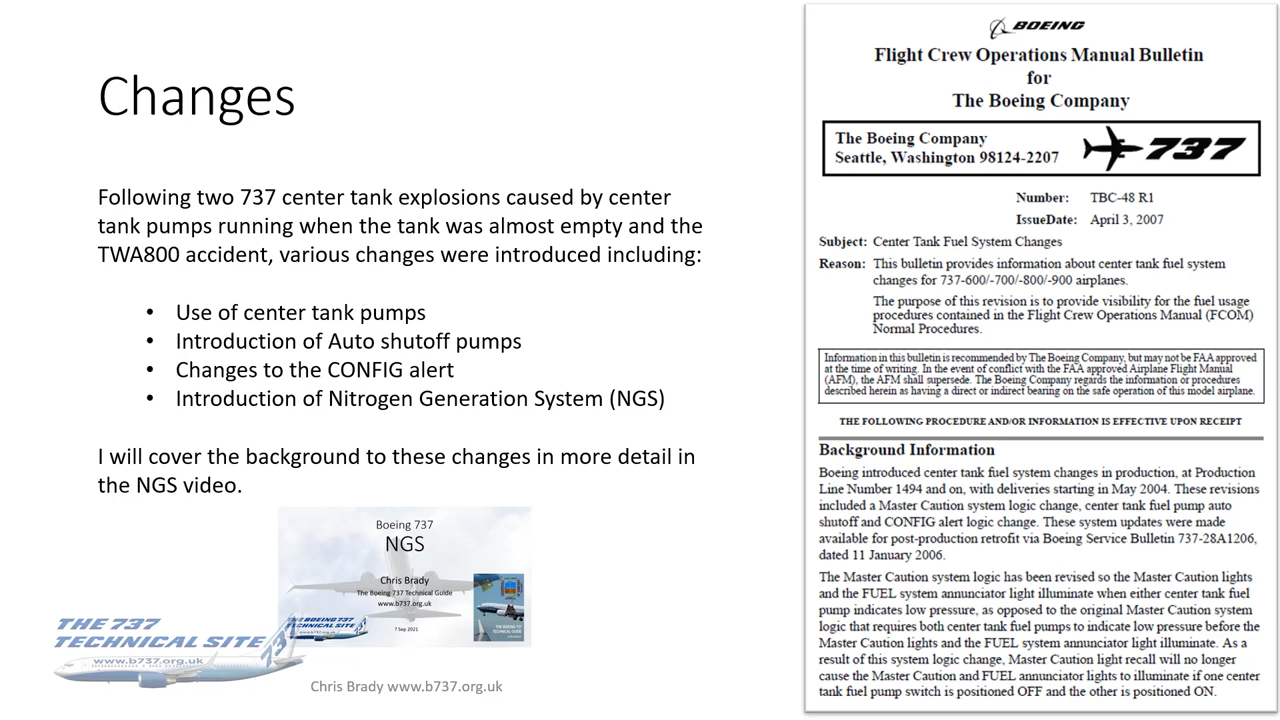 Changes
Following two 737 center tank explosions caused by center
tank pumps running when the tank was almost empty and the
TWA800 accident, various changes were introduced including:
• Use of center tank pumps
• Introduction of Auto shutoff pumps
• Changes to the CONFIG alert
• Introduction of Nitrogen Generation System (NGS)
I will cover the background to these changes in more detail in
the NGS video.
Boeing 737
NGS
Chris Brady
The Boeing 737 Technical Guide
www.b737.org.uk
7 Sep 2021
THE 737
TECHNICAL SITE
www.b737.org.uk
Chris Brady www.b737.org.uk
BOEING
Flight Crew Operations Manual Bulletin
for
The Boeing Company
The Boeing Company
Seattle, Washington 98124-2207
737
Number: TBC-48 R1
IssueDate: April 3, 2007
Subject: Center Tank Fuel System Changes
Reason: This bulletin provides information about center tank fuel system
changes for 737-600/-700/-800/-900 airplanes.
The purpose of this revision is to provide visibility for the fuel usage
procedures contained in the Flight Crew Operations Manual (FCOM)
Normal Procedures.
Information in this bulletin is recommended by The Boeing Company, but may not be FAA approved
at the time of writing. In the event of conflict with the FAA approved Airplane Flight Manual
(AFM), the AFM shall supersede. The Boeing Company regards the information or procedures
described herein as having a direct or indirect bearing on the safe operation of this model airplane.
THE FOLLOWING PROCEDURE AND/OR INFORMATION IS EFFECTIVE UPON RECEIPT
Background Information
Boeing introduced center tank fuel system changes in production, at Production
Line Number 1494 and on, with deliveries starting in May 2004. These revisions
included a Master Caution system logic change, center tank fuel pump auto
shutoff and CONFIG alert logic change. These system updates were made
available for post-production retrofit via Boeing Service Bulletin 737-28A1206,
dated 11 January 2006.
The Master Caution system logic has been revised so the Master Caution lights
and the FUEL system annunciator light illuminate when either center tank fuel
pump indicates low pressure, as opposed to the original Master Caution system
logic that requires both center tank fuel pumps to indicate low pressure before the
Master Caution lights and the FUEL system annunciator light illuminate. As a
result of this system logic change, Master Caution light recall will no longer
cause the Master Caution and FUEL annunciator lights to illuminate if one center
tank fuel pump switch is positioned OFF and the other is positioned ON.